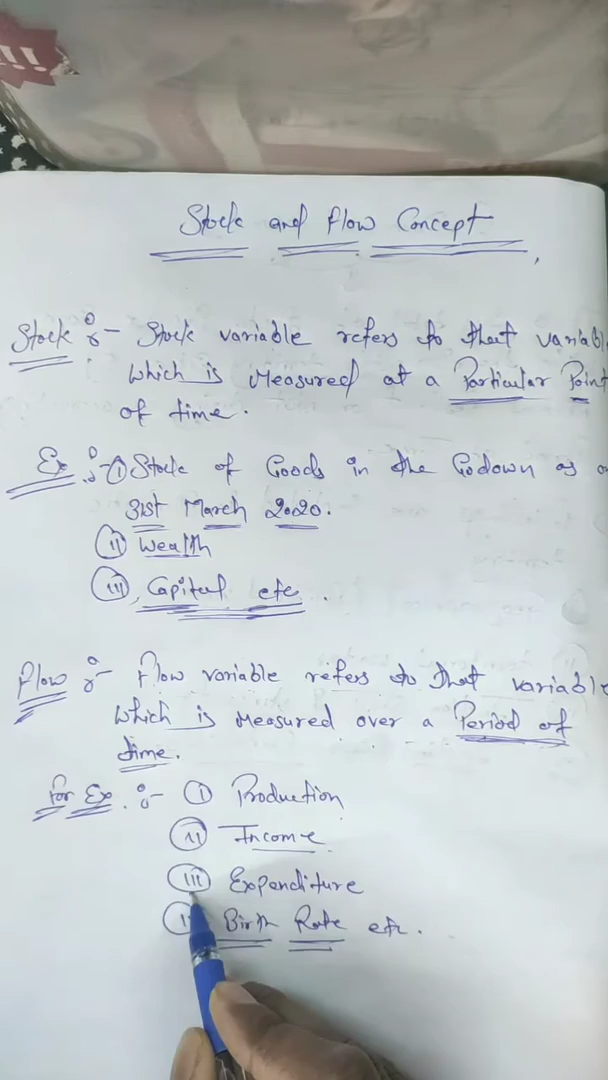 !!!
Stock and Flow Concept
Stock :- Stock variable refers to that variabl
which is Measured at a Particular Point
of time.
Ex :- (i) Stock of Goods in the Godown as o
31st March 2020.
(ii) Wealth
(iii) Capital etc.
Flow :- Flow variable refers to that variable
which is Measured over a Period of
time.
For Ex. :- (i) Production
(ii) Income
(iii) Expenditure
Birth Rate etc.